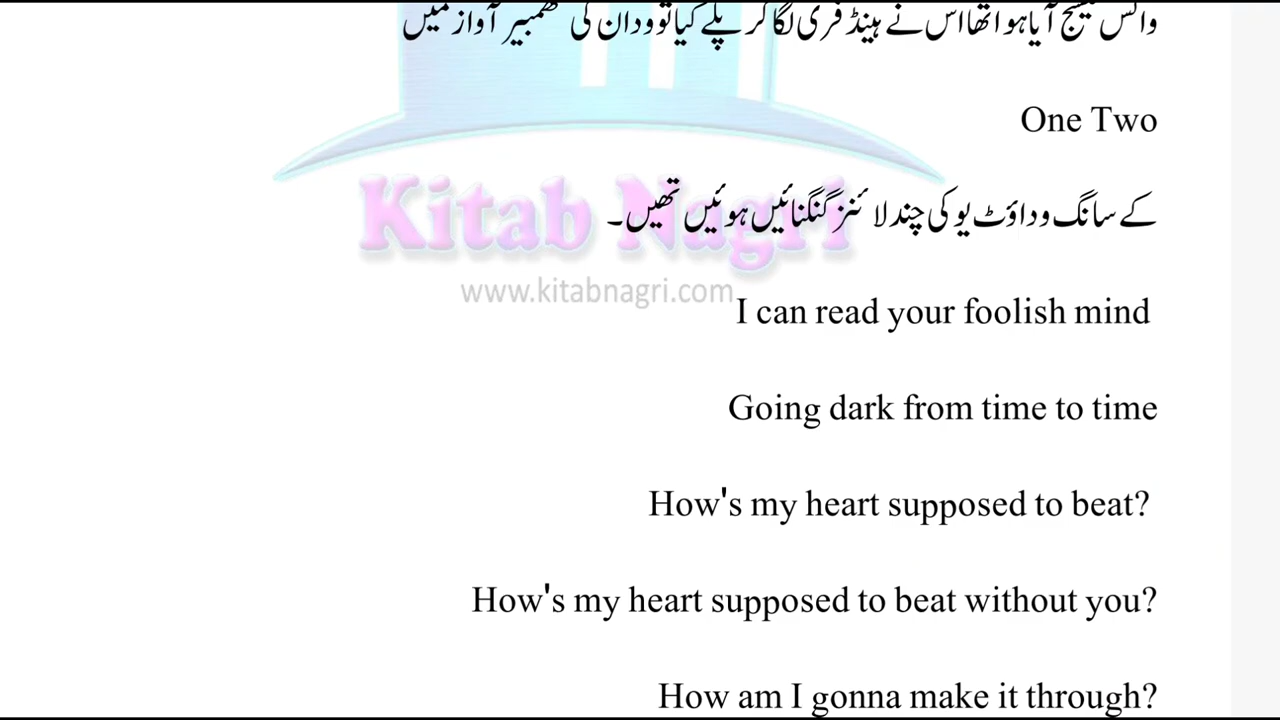 وائس میسج آیا ہوا تھا اس نے ہینڈ فری لگا کر پلے کیا تو ودان کی گھمبیر آواز میں
One Two
کے سانگ ود اؤٹ یو کی چند لائنز گنگنائیں ہوئیں تھیں۔
Kitab Nagri
www.kitabnagri.com
I can read your foolish mind
Going dark from time to time
How's my heart supposed to beat?
How's my heart supposed to beat without you?
How am I gonna make it through?